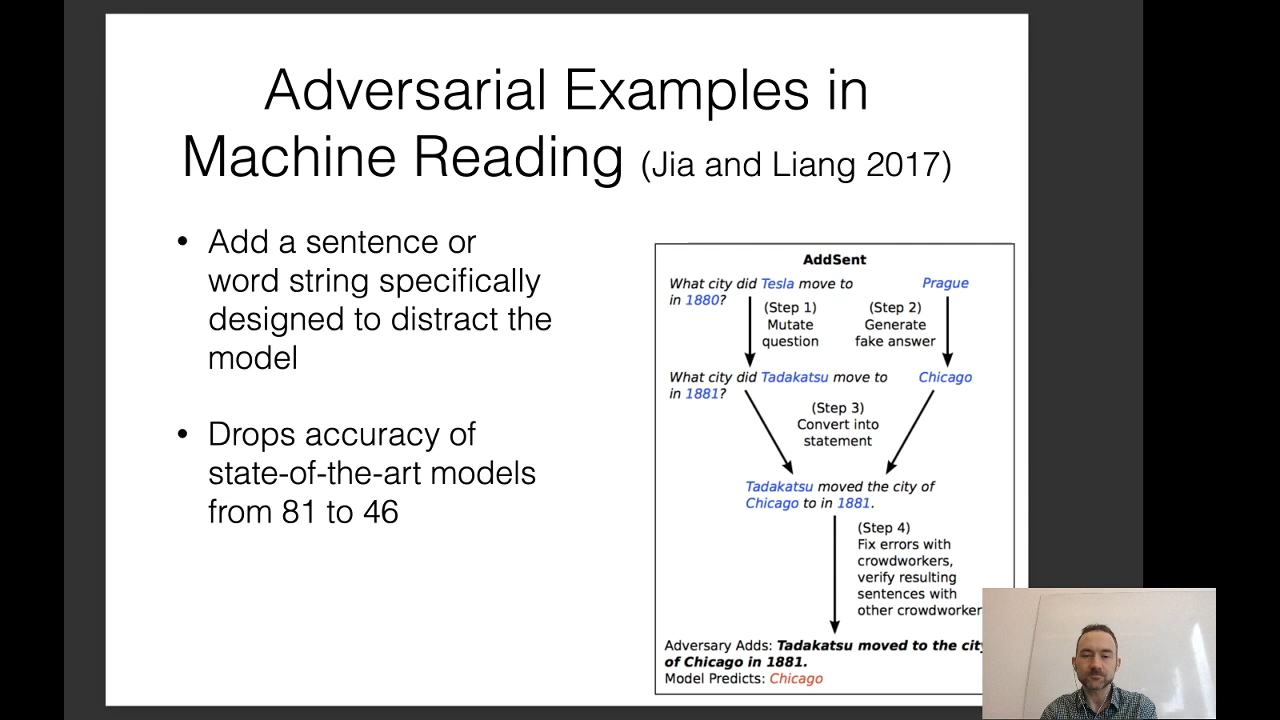 Adversarial Examples in
Machine Reading (Jia and Liang 2017)
• Add a sentence or
word string specifically
designed to distract the
model
• Drops accuracy of
state-of-the-art models
from 81 to 46
AddSent
What city did Tesla move to
in 1880?
Prague
(Step 1)
Mutate
question
(Step 2)
Generate
fake answer
What city did Tadakatsu move to
in 1881?
Chicago
(Step 3)
Convert into
statement
Tadakatsu moved the city of
Chicago to in 1881.
(Step 4)
Fix errors with
crowdworkers,
verify resulting
sentences with
other crowdworker
Adversary Adds: Tadakatsu moved to the city
of Chicago in 1881.
Model Predicts: Chicago